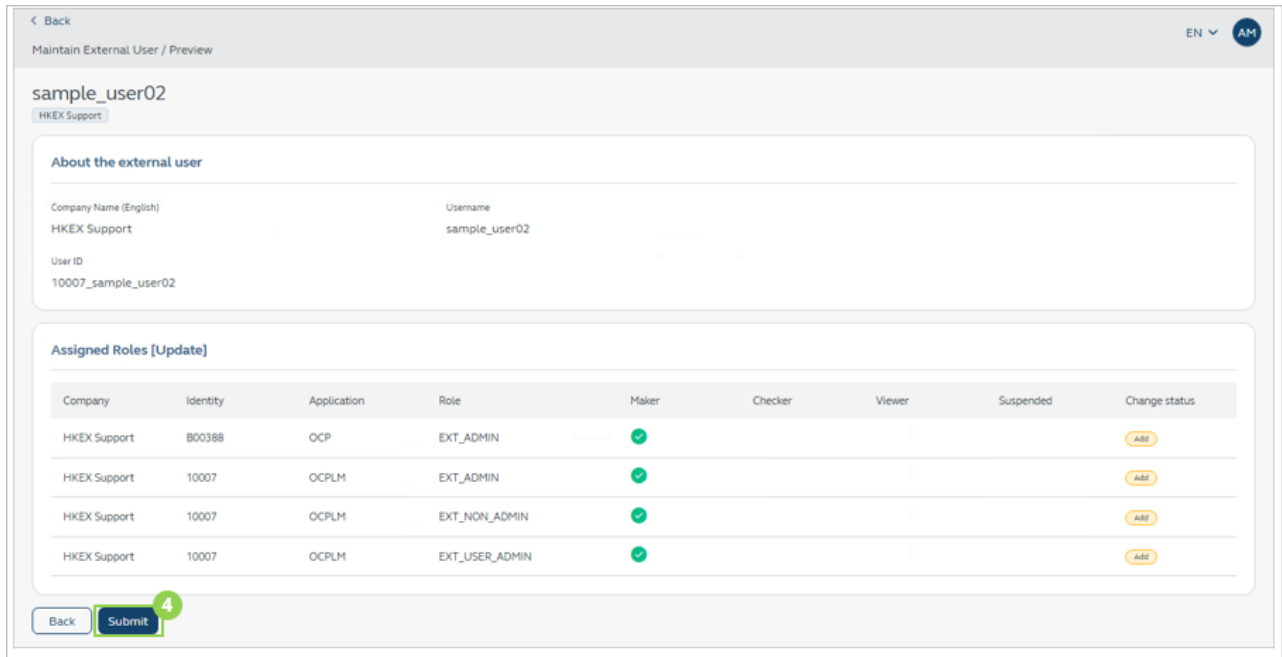 < Back
EN
AM
Maintain External User / Preview
sample_user02
HKEX Support
About the external user
Company Name (English) Username
HKEX Support sample_user02
User ID
10007_sample_user02
Assigned Roles [Update]
Company Identity Application Role Maker Checker Viewer Suspended Change status
HKEX Support B00388 OCP EXT_ADMIN Add
HKEX Support 10007 OCPLM EXT_ADMIN Add
HKEX Support 10007 OCPLM EXT_NON_ADMIN Add
HKEX Support 10007 OCPLM EXT_USER_ADMIN Add
4
Back Submit